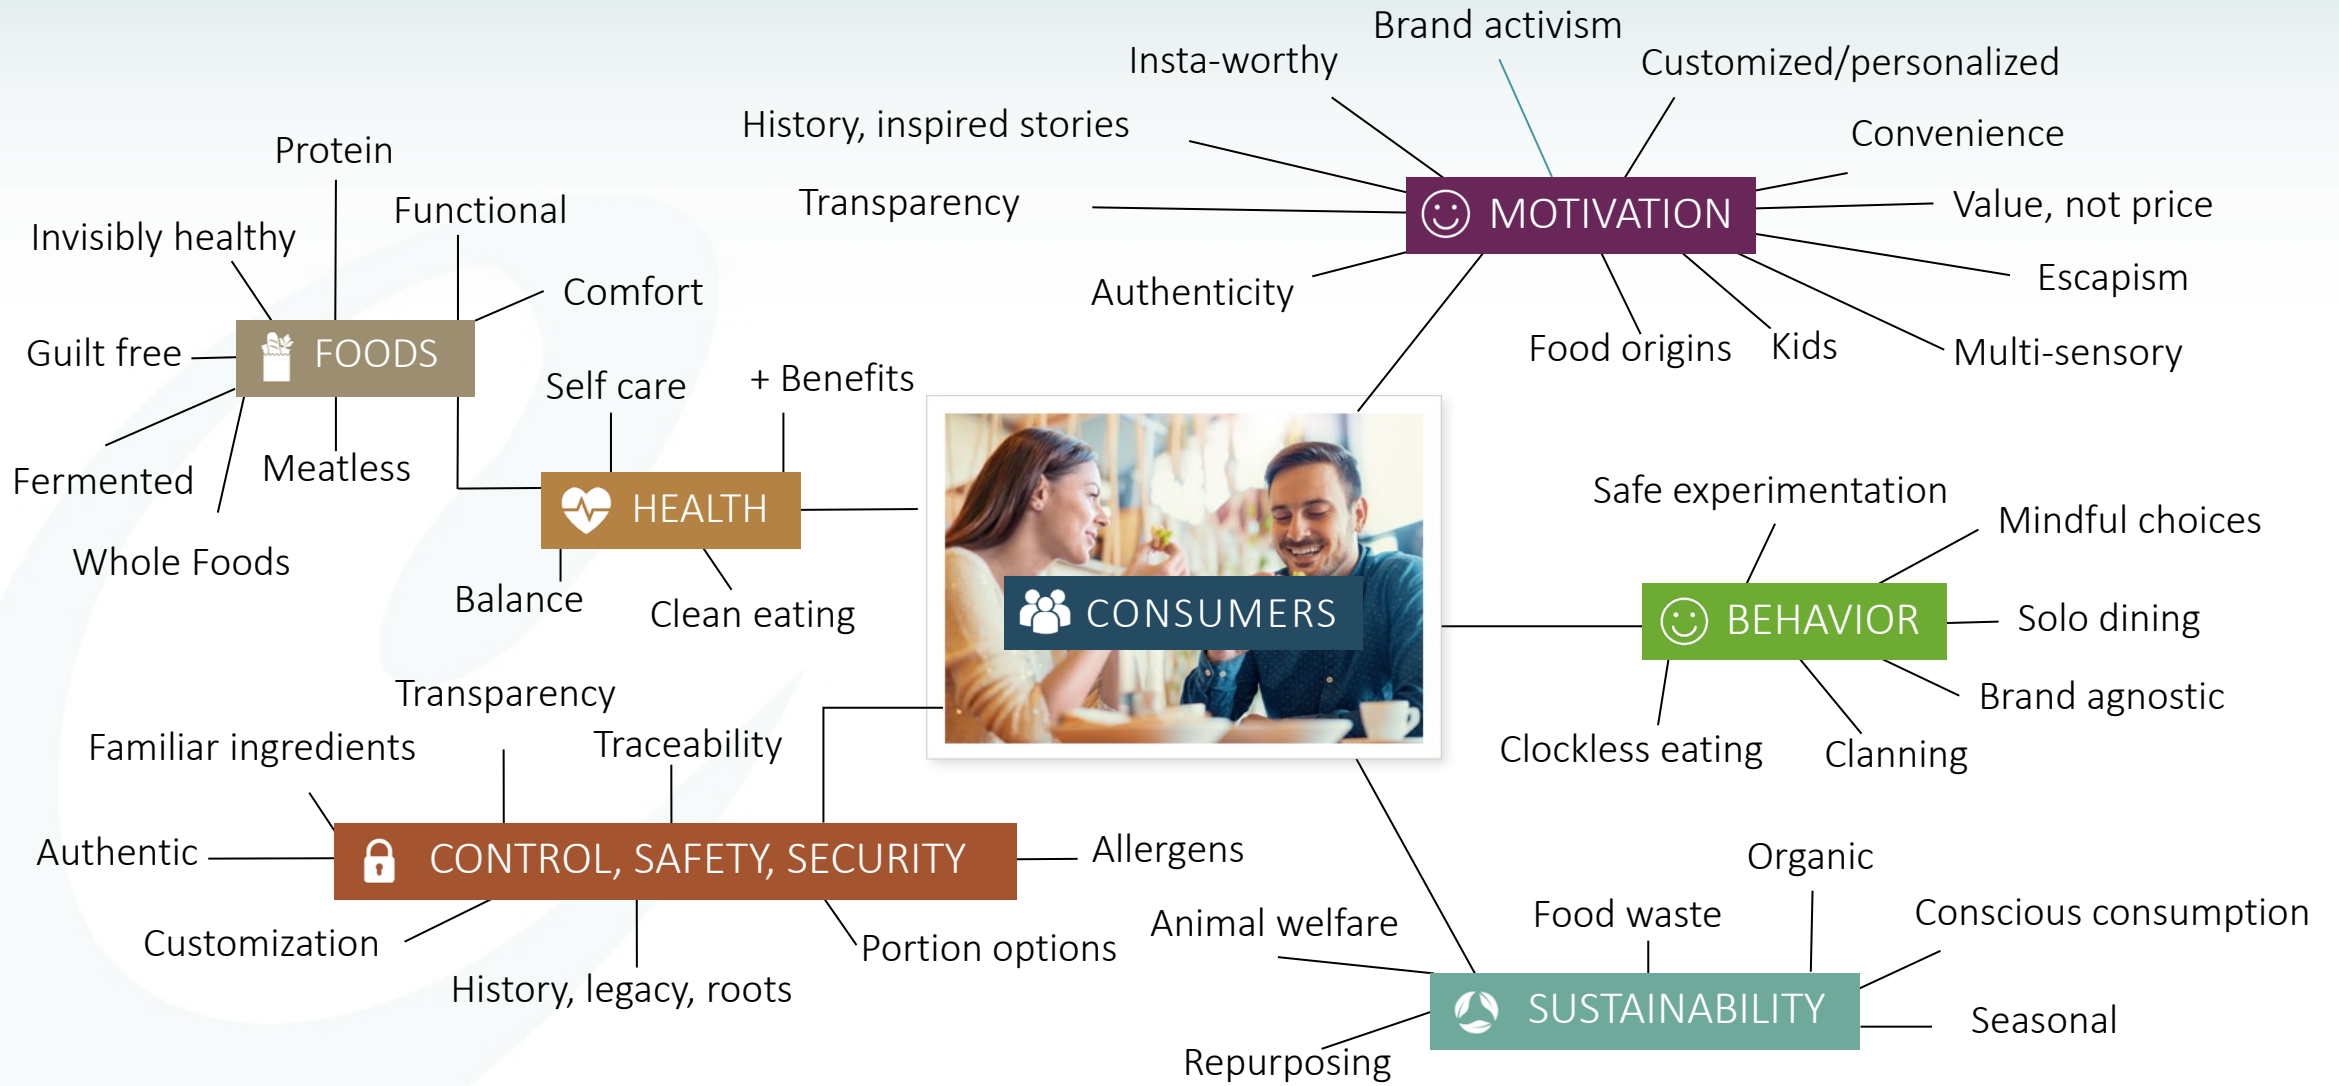 Brand activism
Insta-worthy
Customized/personalized
History, inspired stories
Convenience
Transparency
MOTIVATION
Value, not price
Authenticity
Escapism
Food origins
Kids
Multi-sensory
Protein
Functional
Invisibly healthy
Comfort
Guilt free
FOODS
Fermented
Meatless
Whole Foods
Self care
+ Benefits
HEALTH
Balance
Clean eating
CONSUMERS
Safe experimentation
Mindful choices
BEHAVIOR
Solo dining
Brand agnostic
Clockless eating
Clanning
Transparency
Familiar ingredients
Traceability
Authentic
CONTROL, SAFETY, SECURITY
Allergens
Customization
History, legacy, roots
Portion options
Organic
Animal welfare
Food waste
Conscious consumption
SUSTAINABILITY
Seasonal
Repurposing